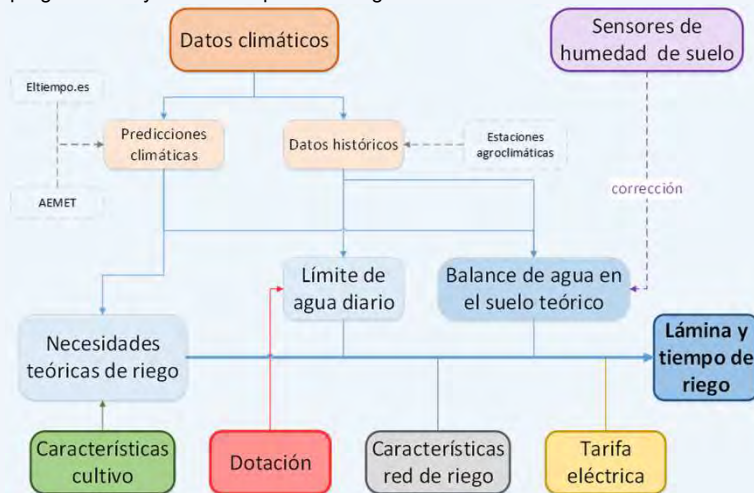 Datos climáticos
Sensores de
humedad de suelo
Eltiempo.es
Predicciones
climáticas
Datos históricos
Estaciones
agroclimáticas
AEMET
corrección
Límite de
agua diario
Balance de agua en
el suelo teórico
Necesidades
teóricas de riego
Lámina y
tiempo de
riego
Características
cultivo
Dotación
Características
red de riego
Tarifa
eléctrica